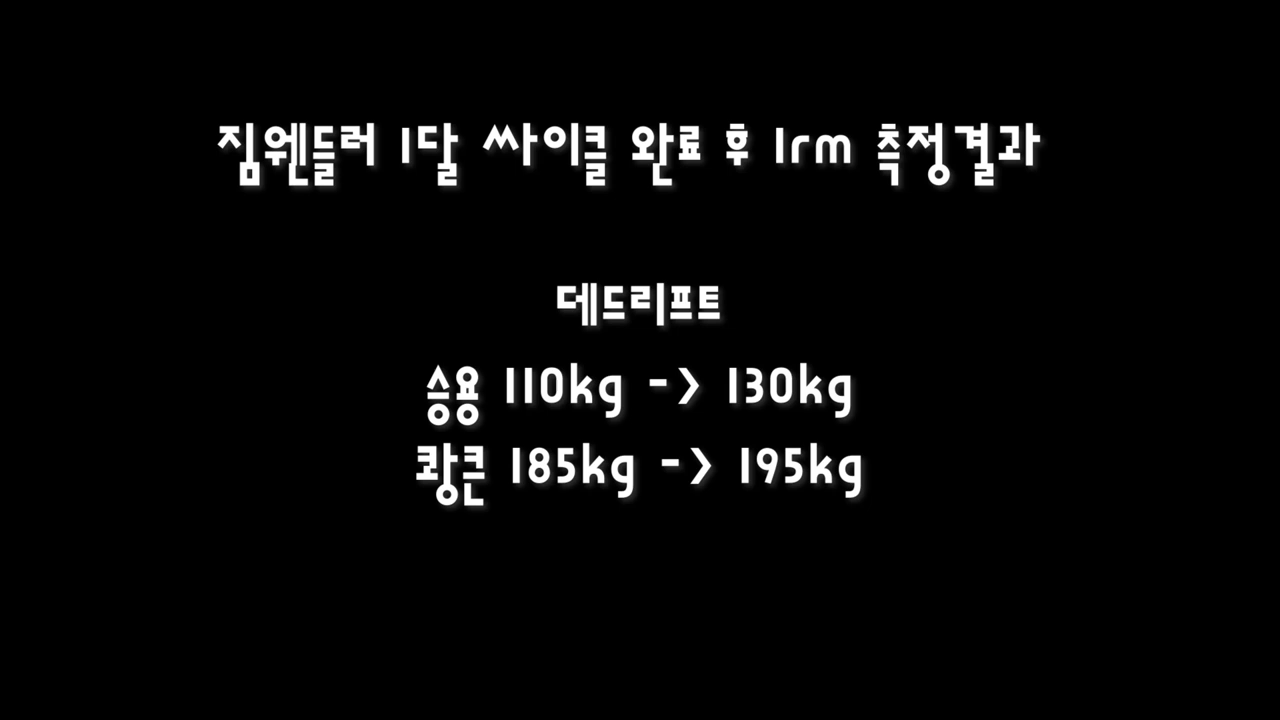 짐웬들러 1달 싸이클 완료 후 1rm 측정결과
데드리프트
승용 110kg -> 130kg
쾅큰 185kg -> 195kg